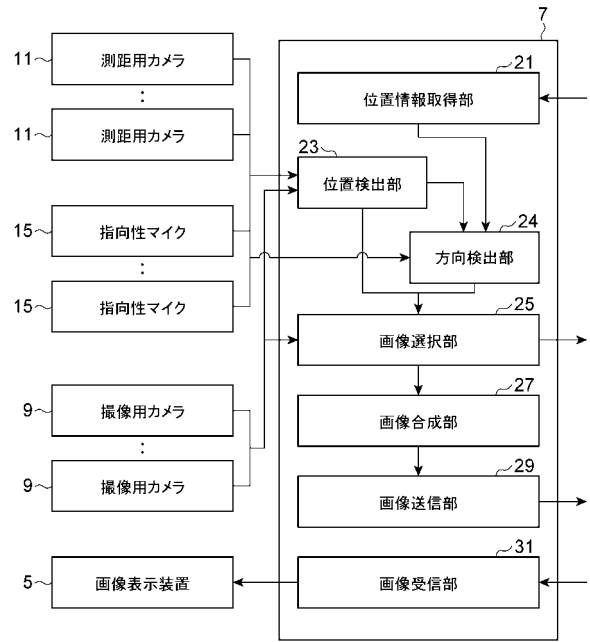 7
11
測距用カメラ
:
11
測距用カメラ
21
位置情報取得部
23
位置検出部
15
指向性マイク
:
15
指向性マイク
24
方向検出部
25
画像選択部
9
撮像用カメラ
:
9
撮像用カメラ
27
画像合成部
29
画像送信部
5
画像表示装置
31
画像受信部